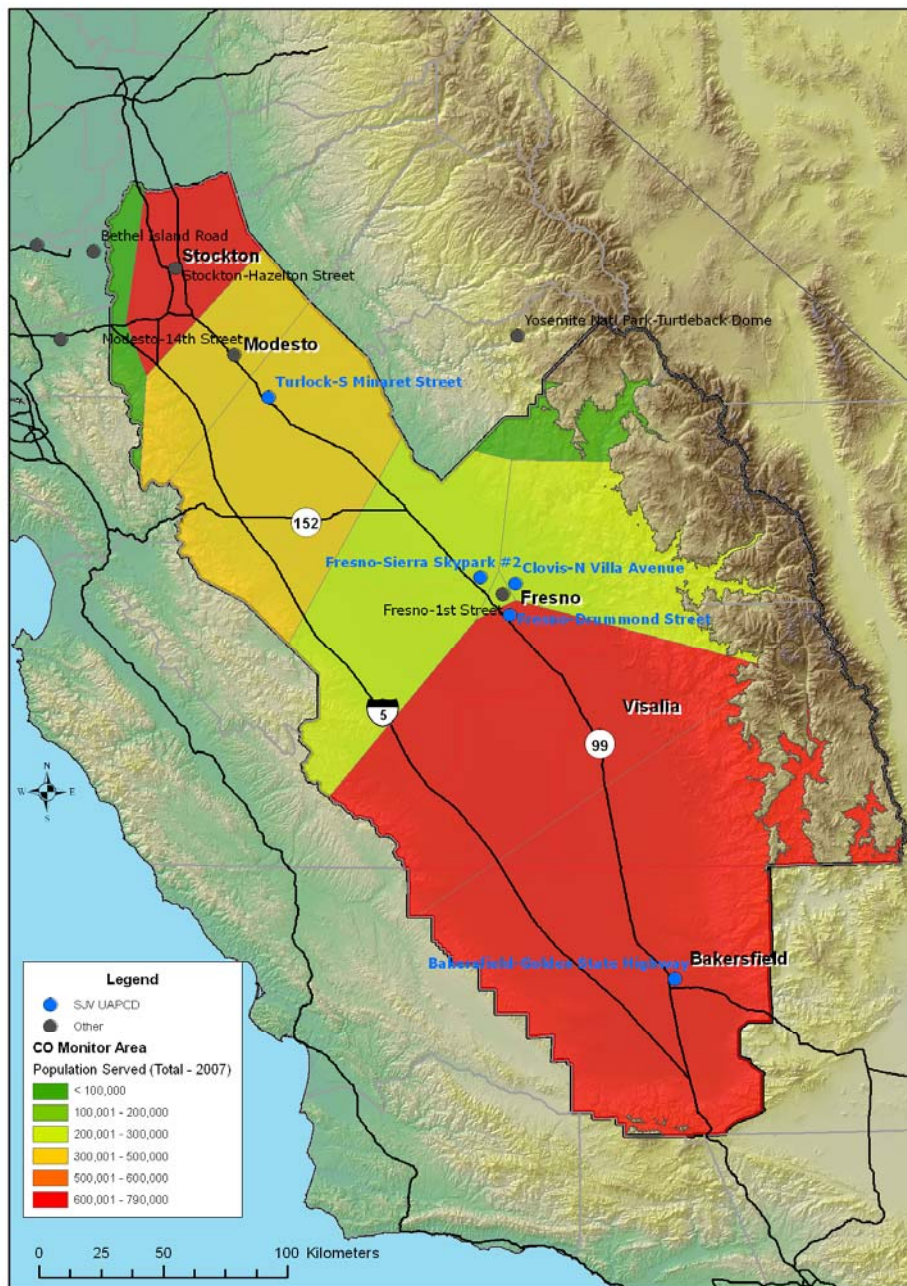 Bethel Island Road
Stockton
Stockton-Hazelton Street
Yosemite Natl Park-Turtleback Dome
Modesto-14th Street
Modesto
Turlock-S Minaret Street
152
Fresno-Sierra Skypark #2
Clovis-N Villa Avenue
Fresno
Fresno-1st Street
Fresno-Drummond Street
Visalia
5
99
N
W E
S
Bakersfield
Bakersfield-Golden State Highway
Legend
SJV UAPCD
Other
CO Monitor Area
Population Served (Total - 2007)
< 100,000
100,001 - 200,000
200,001 - 300,000
300,001 - 500,000
500,001 - 600,000
600,001 - 790,000
0 25 50 100 Kilometers